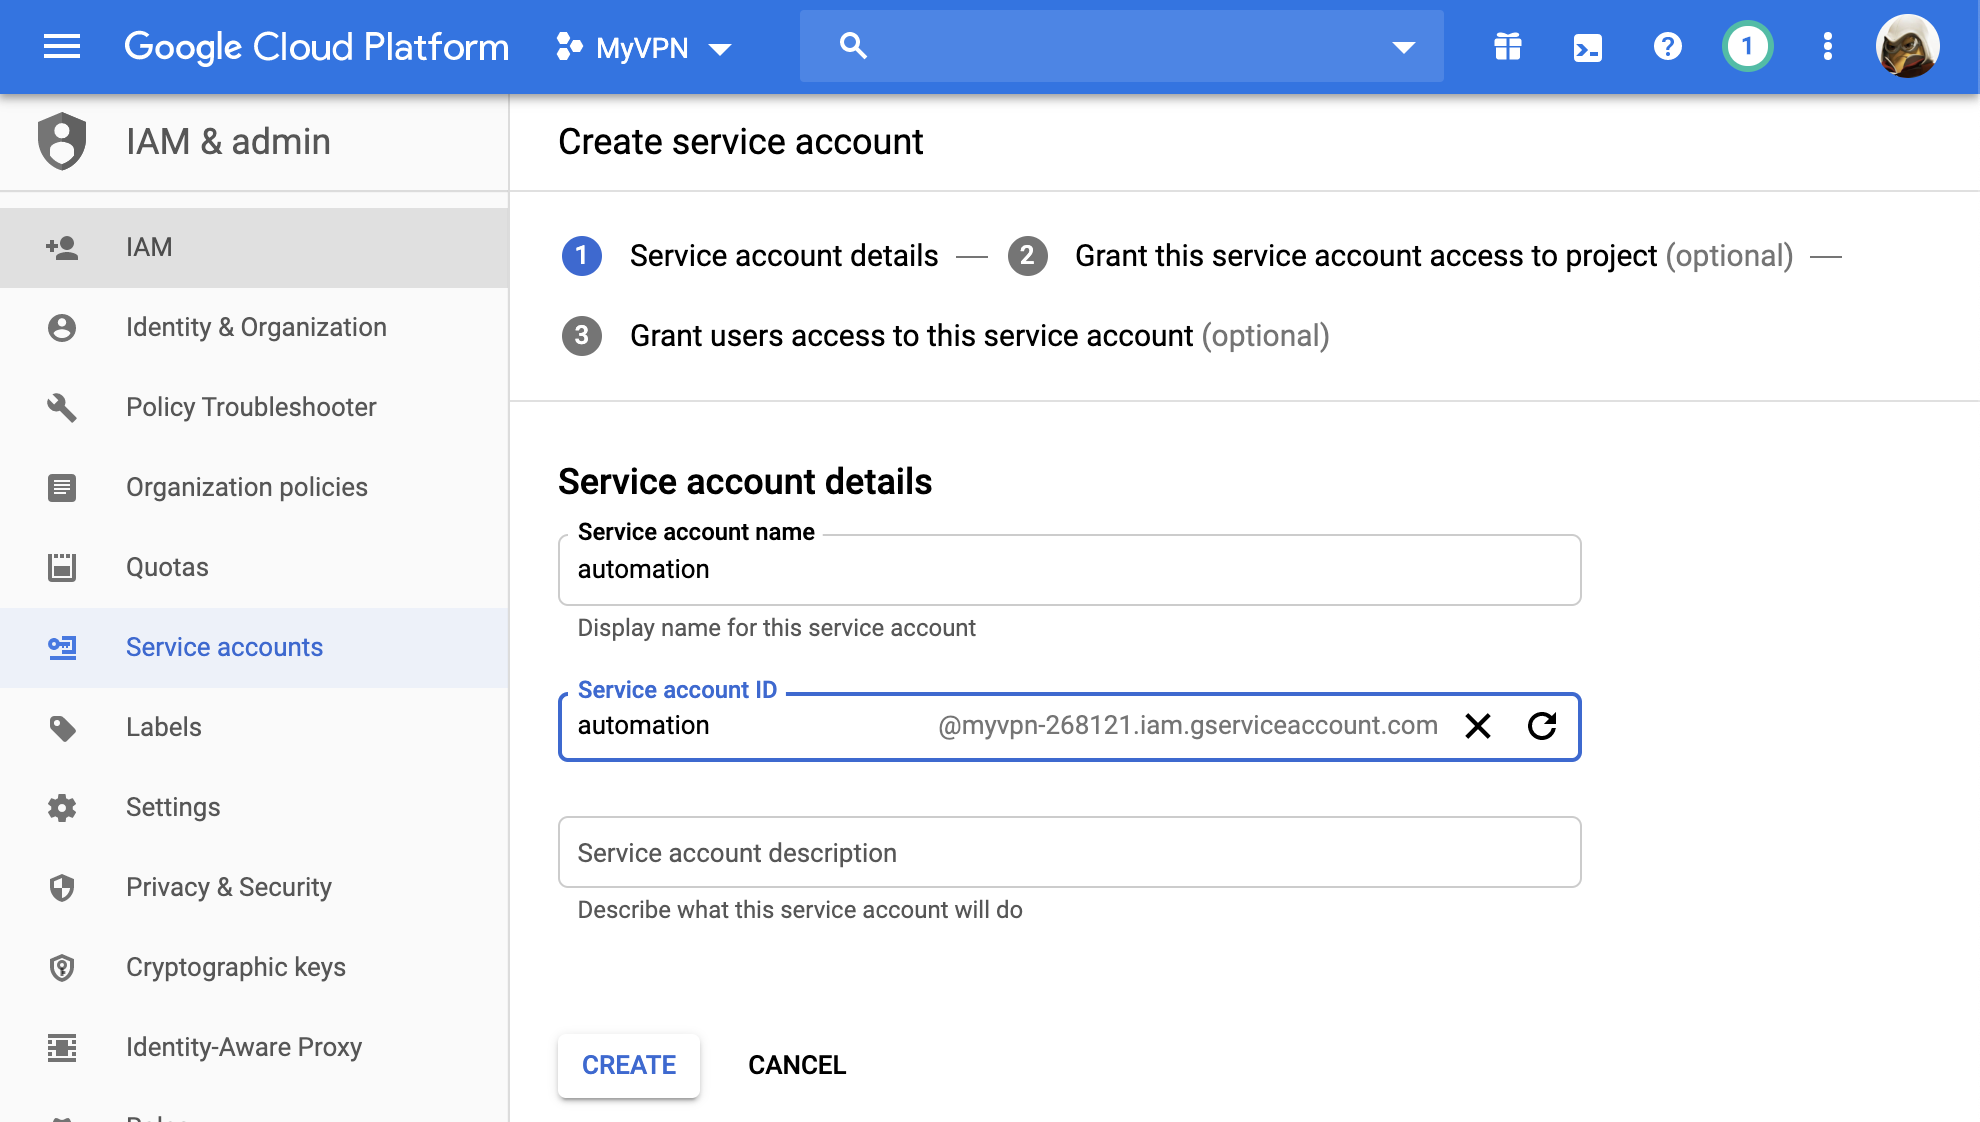 Google Cloud Platform MyVPN 1
IAM & admin
IAM
Identity & Organization
Policy Troubleshooter
Organization policies
Quotas
Service accounts
Labels
Settings
Privacy & Security
Cryptographic keys
Identity-Aware Proxy
Create service account
1 Service account details — 2 Grant this service account access to project (optional) —
3 Grant users access to this service account (optional)
Service account details
Service account name
automation
Display name for this service account
Service account ID
automation @myvpn-268121.iam.gserviceaccount.com
Service account description
Describe what this service account will do
CREATE CANCEL